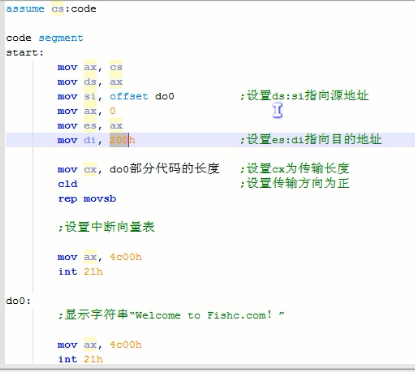 assume cs:code
code segment
start:
mov ax, cs
mov ds, ax
mov si, offset do0 ;设置ds:si指向源地址
mov ax, 0
mov es, ax
mov di, 200h ;设置es:di指向目的地址
mov cx, do0部分代码的长度 ;设置cx为传输长度
cld ;设置传输方向为正
rep movsb
;设置中断向量表
mov ax, 4c00h
int 21h
do0:
;显示字符串“Welcome to Fishc.com！”
mov ax, 4c00h
int 21h